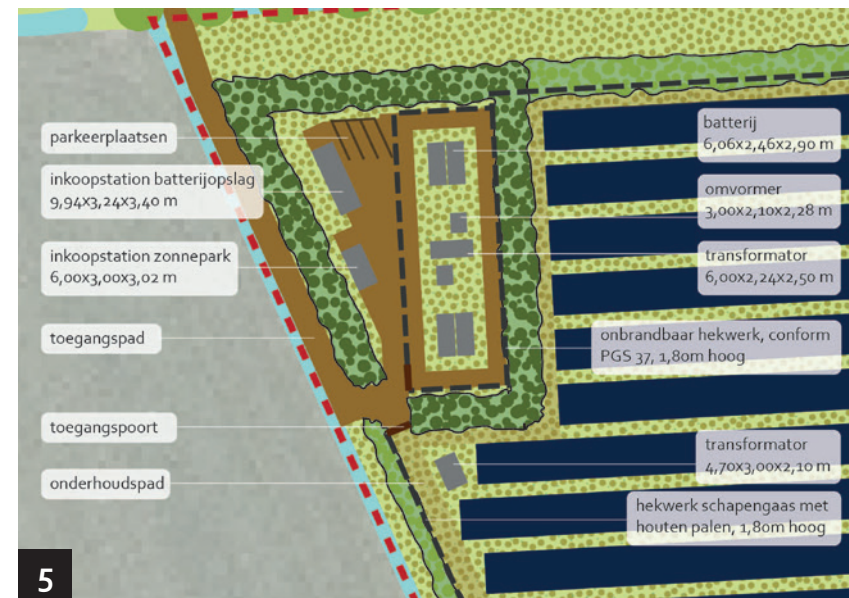 parkeerplaatsen
inkoopstation batterijopslag
9,94x3,24x3,40 m
inkoopstation zonnepark
6,00x3,00x3,02 m
toegangspad
toegangspoort
onderhoudspad
batterij
6,06x2,46x2,90 m
omvormer
3,00x2,10x2,28 m
transformator
6,00x2,24x2,50 m
onbrandbaar hekwerk, conform
PGS 37, 1,80m hoog
transformator
4,70x3,00x2,10 m
hekwerk schapengaas met
houten palen, 1,80m hoog
5